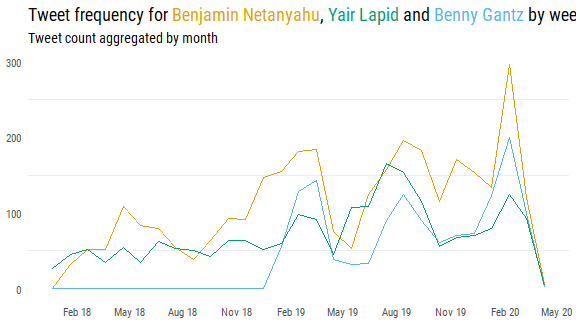 Tweet frequency for Benjamin Netanyahu, Yair Lapid and Benny Gantz by wee
Tweet count aggregated by month
300
200
100
0
Feb 18 May 18 Aug 18 Nov 18 Feb 19 May 19 Aug 19 Nov 19 Feb 20 May 20